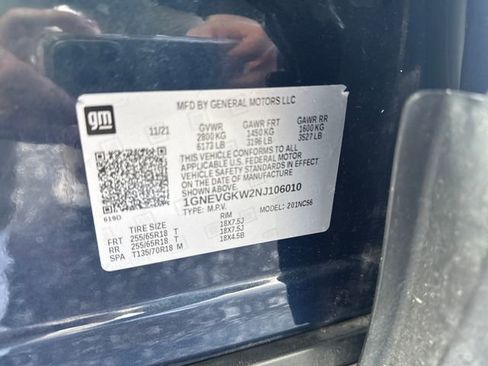 MFD BY GENERAL MOTORS LLC
gm
11/21 GVWR GAWR FRT GAWR RR
2800 KG 1450 KG 1600 KG
6173 LB 3196 LB 3527 LB
THIS VEHICLE CONFORMS TO ALL
APPLICABLE U.S. FEDERAL MOTOR
VEHICLE SAFETY STANDARDS IN EFFECT
ON THE DATE OF MANUFACTURE
SHOWN ABOVE.
1GNEVGKW2NJ106010
TYPE: M.P.V. MODEL: 201NC56
619D
TIRE SIZE RIM
FRT 255/65R18 T 18X7.5J
RR 255/65R18 T 18X7.5J
SPA T135/70R18 M 18X4.5B